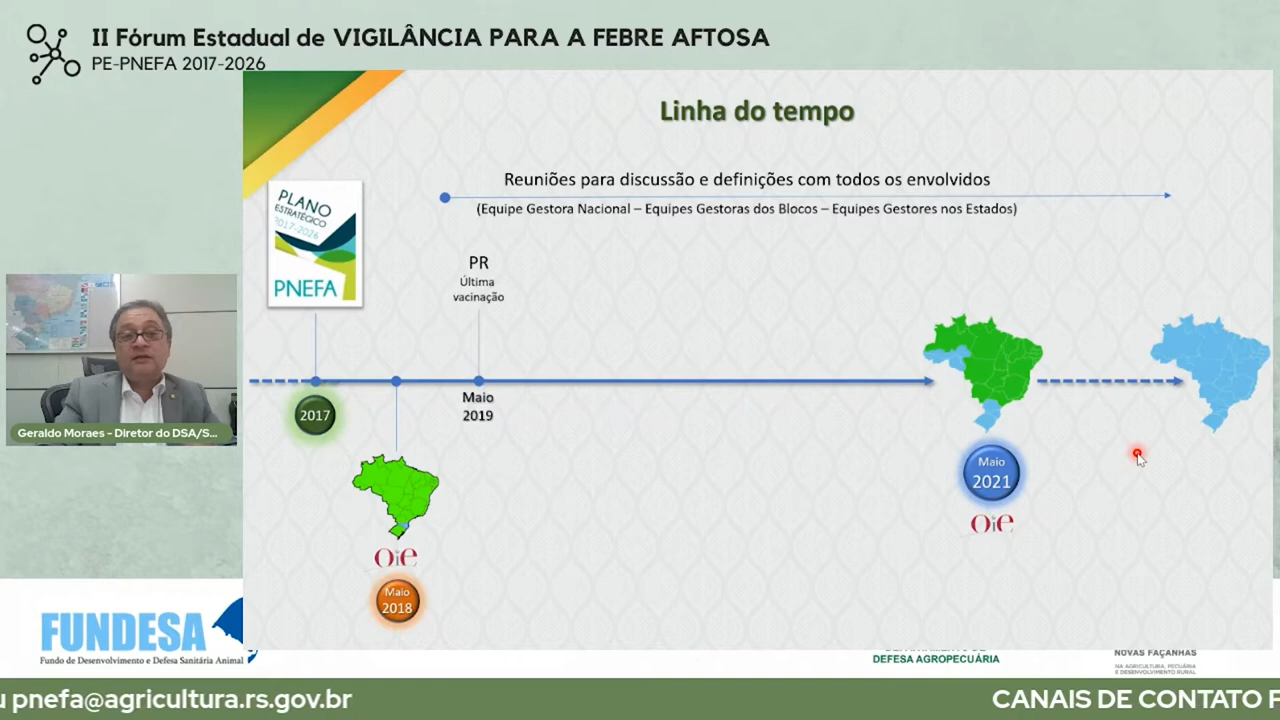 II Fórum Estadual de VIGILÂNCIA PARA A FEBRE AFTOSA
PE-PNEFA 2017-2026
Linha do tempo
Reuniões para discussão e definições com todos os envolvidos
(Equipe Gestora Nacional – Equipes Gestoras dos Blocos – Equipes Gestores nos Estados)
PLANO
ESTRATÉGICO
2017-2026
PNEFA
PR
Última
vacinação
2017
Maio
2019
Oie
Maio
2018
Maio
2021
Oie
Geraldo Moraes - Diretor do DSA/S...
FUNDESA
Fundo de Desenvolvimento e Defesa Sanitária Animal
DEFESA AGROPECUÁRIA
NOVAS FAÇANHAS
NA AGRICULTURA, PECUÁRIA
E DESENVOLVIMENTO RURAL
u pnefa@agricultura.rs.gov.br
CANAIS DE CONTATO F